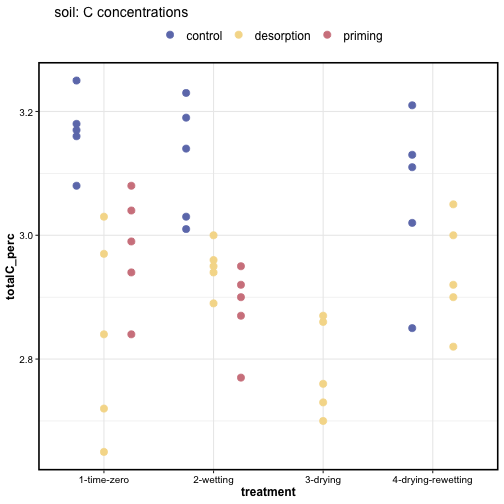 soil: C concentrations
control desorption priming
totalC_perc
3.2
3.0
2.8
1-time-zero 2-wetting 3-drying 4-drying-rewetting
treatment